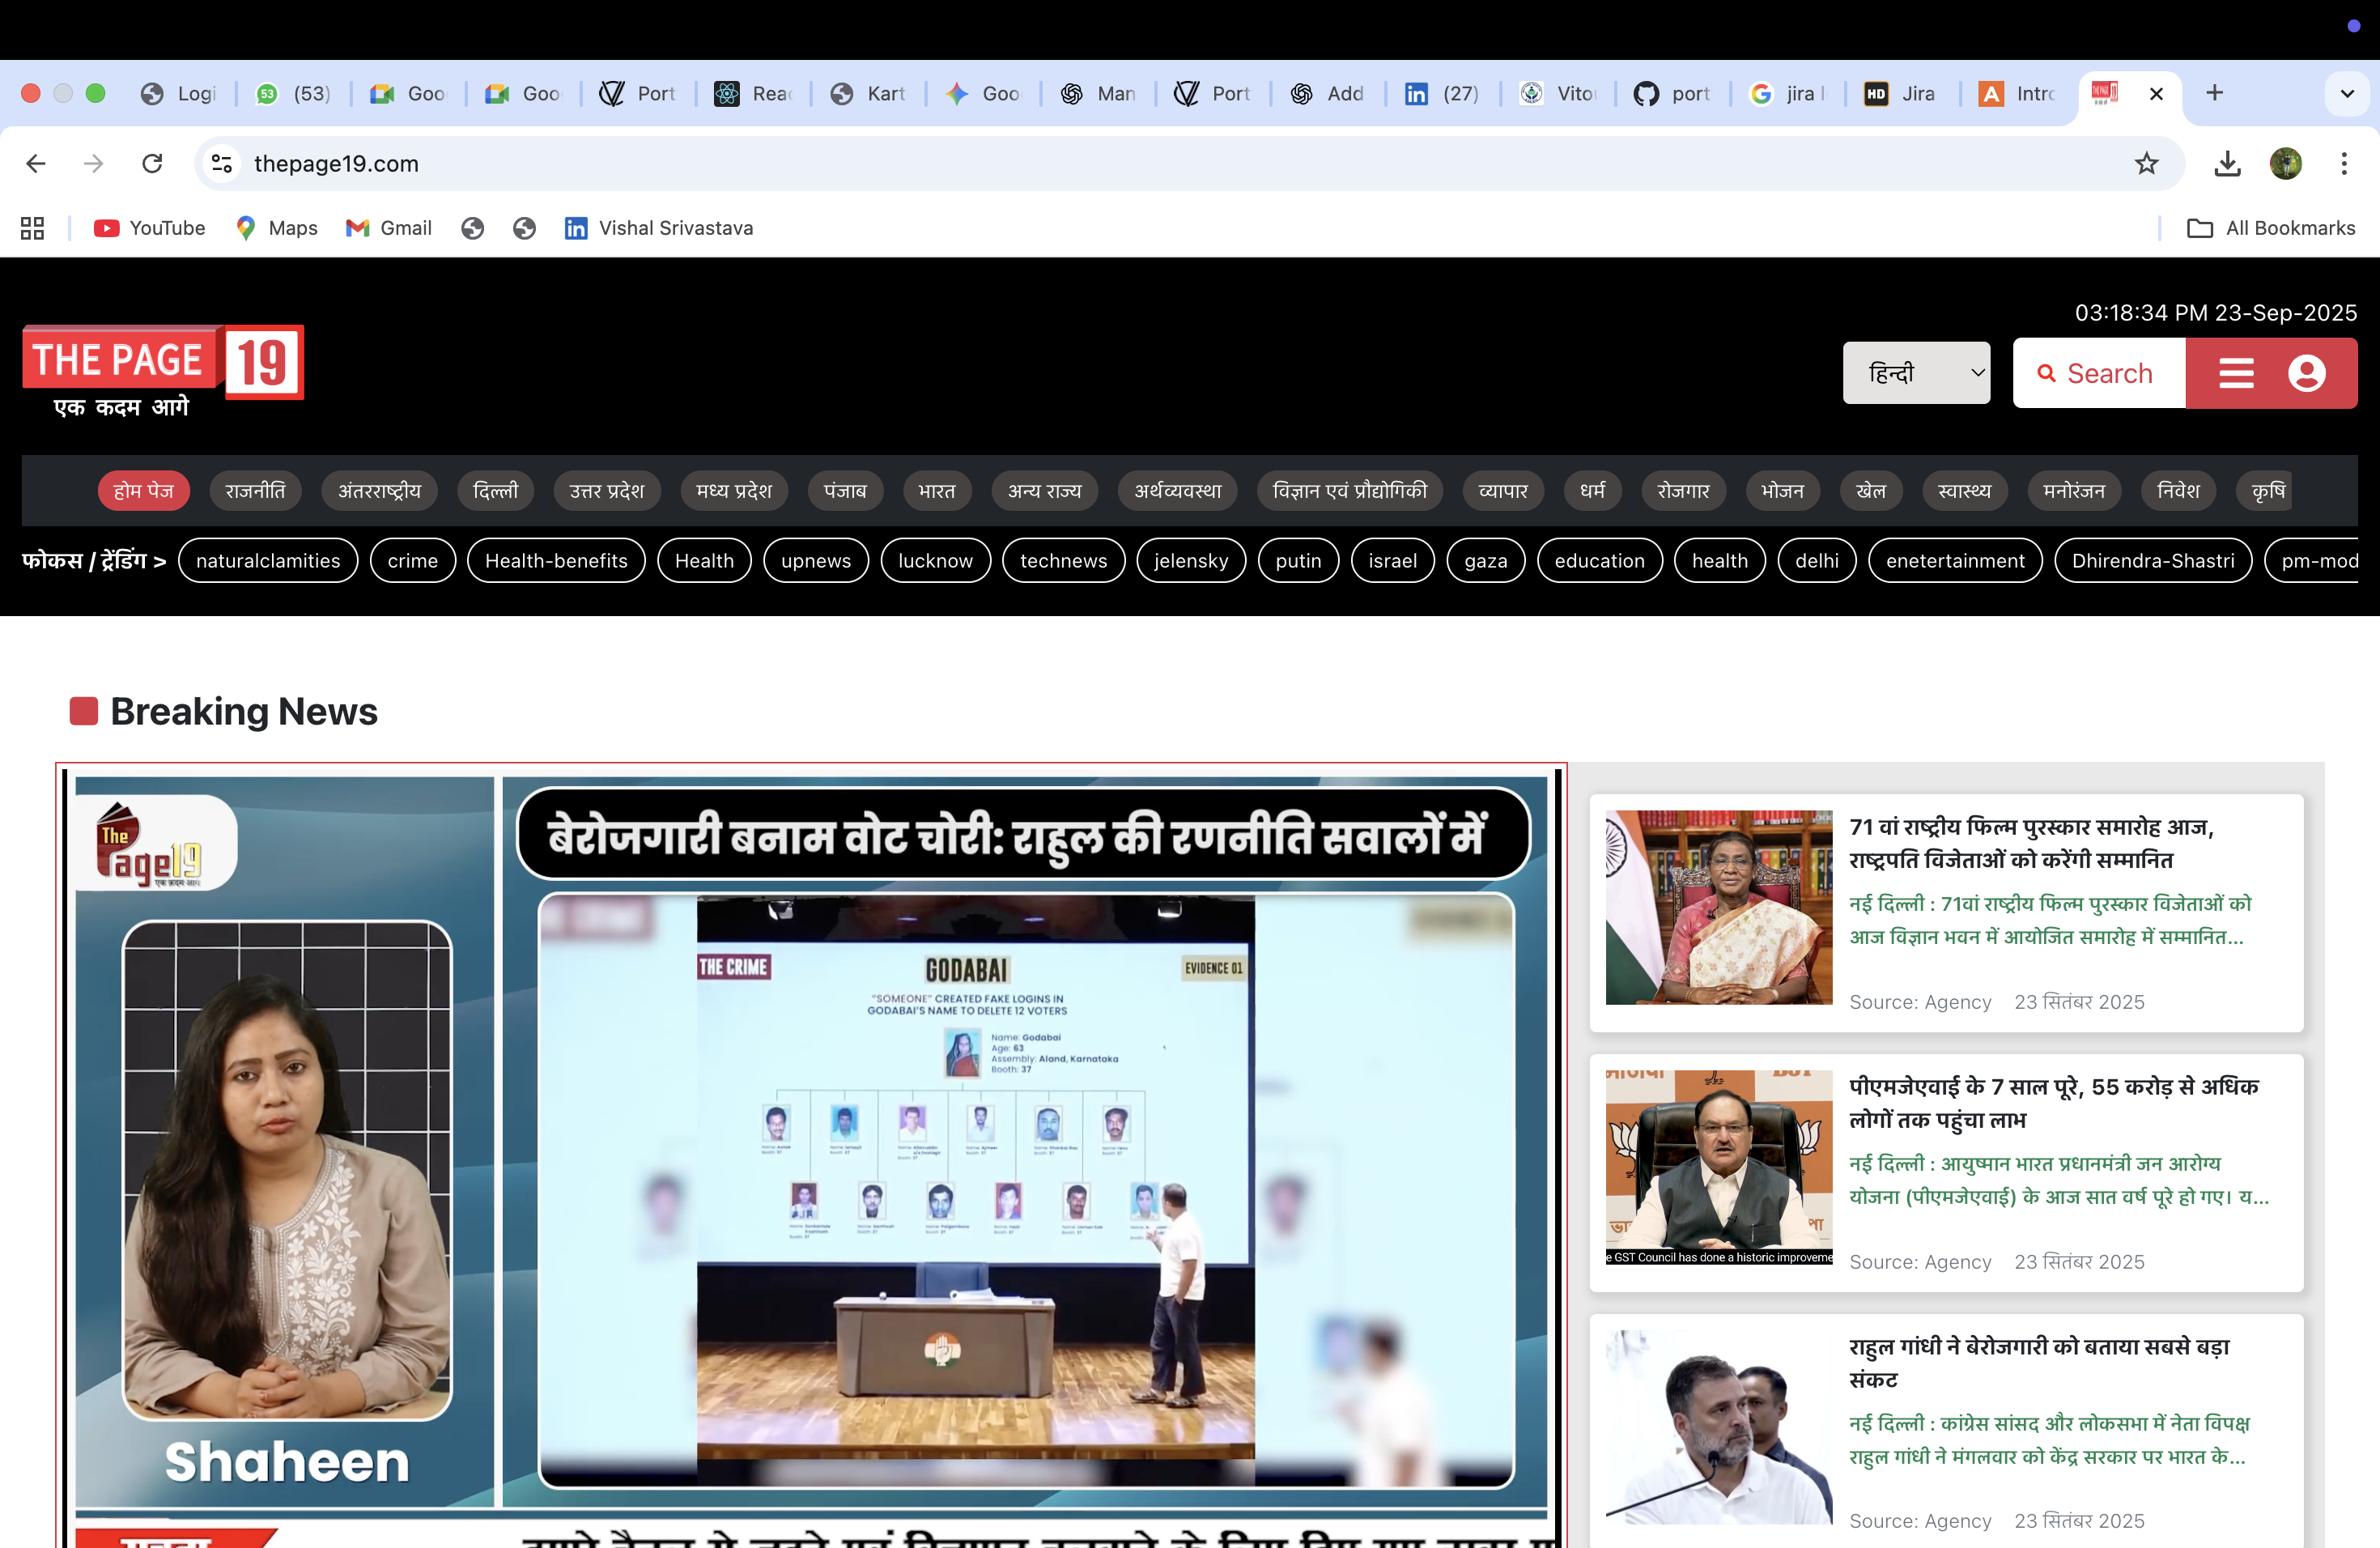 Logi
(53)
Goo
Goo
Port
Reac
Kart
Goo
Man
Port
Add
(27)
Vito
port
jira l
HD
Jira
Intro
thepage19.com
YouTube
Maps
Gmail
Vishal Srivastava
All Bookmarks
03:18:34 PM 23-Sep-2025
THE PAGE 19
एक कदम आगे
हिन्दी
Search
होम पेज
राजनीति
अंतरराष्ट्रीय
दिल्ली
उत्तर प्रदेश
मध्य प्रदेश
पंजाब
भारत
अन्य राज्य
अर्थव्यवस्था
विज्ञान एवं प्रौद्योगिकी
व्यापार
धर्म
रोजगार
भोजन
खेल
स्वास्थ्य
मनोरंजन
निवेश
कृषि
फोकस / ट्रेंडिंग >
naturalclamities
crime
Health-benefits
Health
upnews
lucknow
technews
jelensky
putin
israel
gaza
education
health
delhi
enetertainment
Dhirendra-Shastri
pm-mod
Breaking News
The
Page19
एक क़दम आगे
बेरोजगारी बनाम वोट चोरी: राहुल की रणनीति सवालों में
THE CRIME
GODABAI
EVIDENCE 01
"SOMEONE" CREATED FAKE LOGINS IN
GODABAI'S NAME TO DELETE 12 VOTERS
Name: Godabai
Age: 63
Assembly: Aland, Karnataka
Booth: 37
Shaheen
71 वां राष्ट्रीय फिल्म पुरस्कार समारोह आज,
राष्ट्रपति विजेताओं को करेंगी सम्मानित
नई दिल्ली : 71वां राष्ट्रीय फिल्म पुरस्कार विजेताओं को
आज विज्ञान भवन में आयोजित समारोह में सम्मानित...
Source: Agency 23 सितंबर 2025
पीएमजेएवाई के 7 साल पूरे, 55 करोड़ से अधिक
लोगों तक पहुंचा लाभ
नई दिल्ली : आयुष्मान भारत प्रधानमंत्री जन आरोग्य
योजना (पीएमजेएवाई) के आज सात वर्ष पूरे हो गए। य...
e GST Council has done a historic improveme
Source: Agency 23 सितंबर 2025
राहुल गांधी ने बेरोजगारी को बताया सबसे बड़ा
संकट
नई दिल्ली : कांग्रेस सांसद और लोकसभा में नेता विपक्ष
राहुल गांधी ने मंगलवार को केंद्र सरकार पर भारत के...
Source: Agency 23 सितंबर 2025